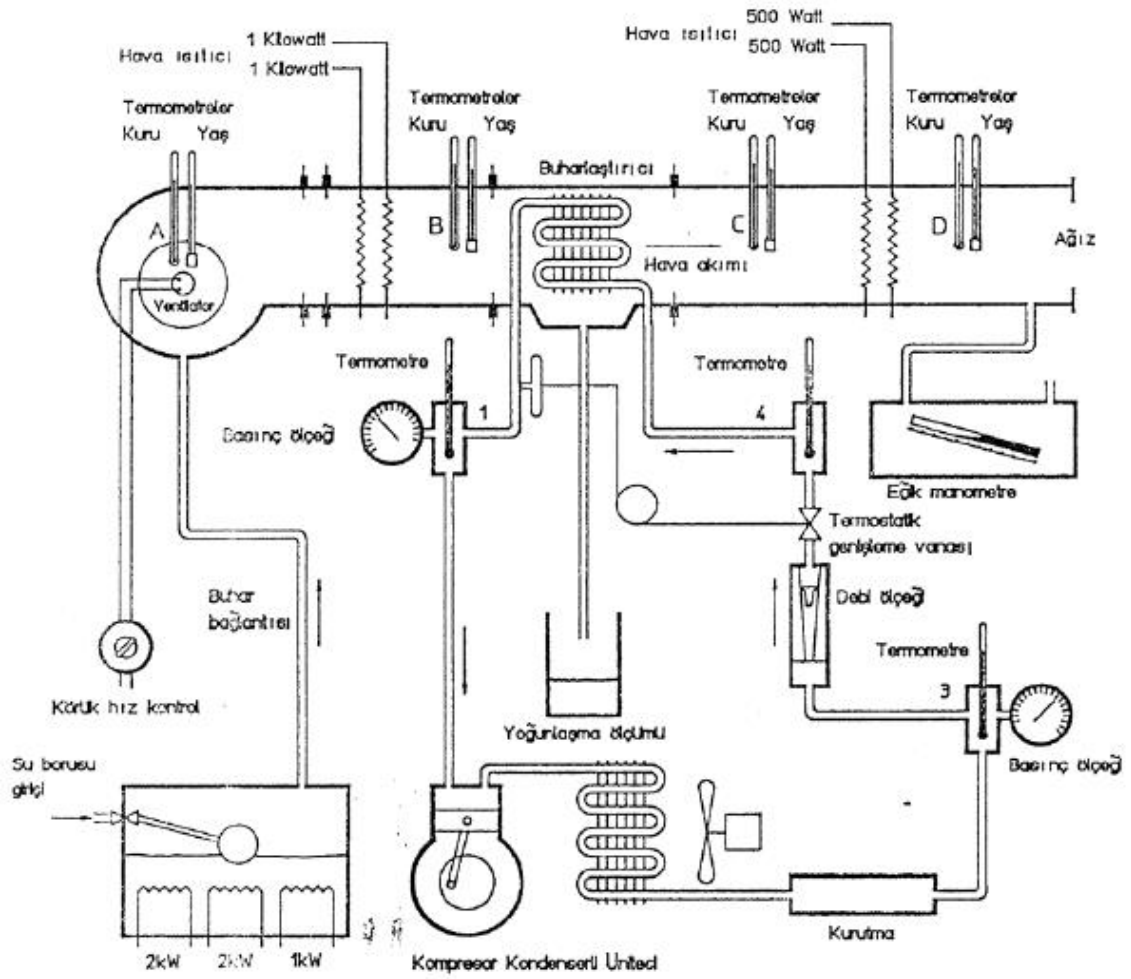 Hava ısıtıcı
1 Kilowatt
1 Kilowatt
Hava ısıtıcı
500 Watt
500 Watt
Termometreler
Kuru Yaş
Termometreler
Kuru Yaş
Termometreler
Kuru Yaş
Termometreler
Kuru Yaş
Buharlaştırıcı
A
B
C
D
Ağız
Hava akımı
Ventilator
Termometre
1
Basınç ölçeği
Termometre
4
Eğik manometre
Termostatik
genişleme vanası
Debi ölçeği
Buhar
bağlantısı
Termometre
3
Körük hız kontrol
Yoğunlaşma ölçümü
Basınç ölçeği
Su borusu
girişi
2kW 2kW 1kW
Kurutma
Kompresör Kondenserli Ünitesi